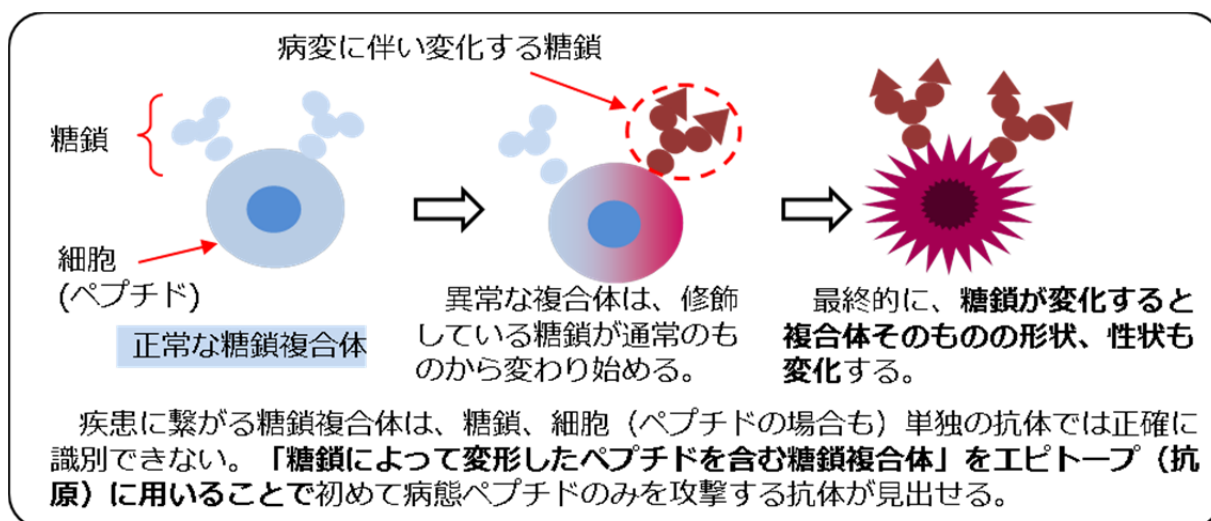 病変に伴い変化する糖鎖
糖鎖
細胞
(ペプチド)
正常な糖鎖複合体
異常な複合体は、修飾
している糖鎖が通常のも
のから変わり始める。
最終的に、糖鎖が変化すると
複合体そのものの形状、性状も
変化する。
疾患に繋がる糖鎖複合体は、糖鎖、細胞（ペプチドの場合も）単独の抗体では正確に
識別できない。「糖鎖によって変形したペプチドを含む糖鎖複合体」をエピトープ（抗
原）に用いることで初めて病態ペプチドのみを攻撃する抗体が見出せる。